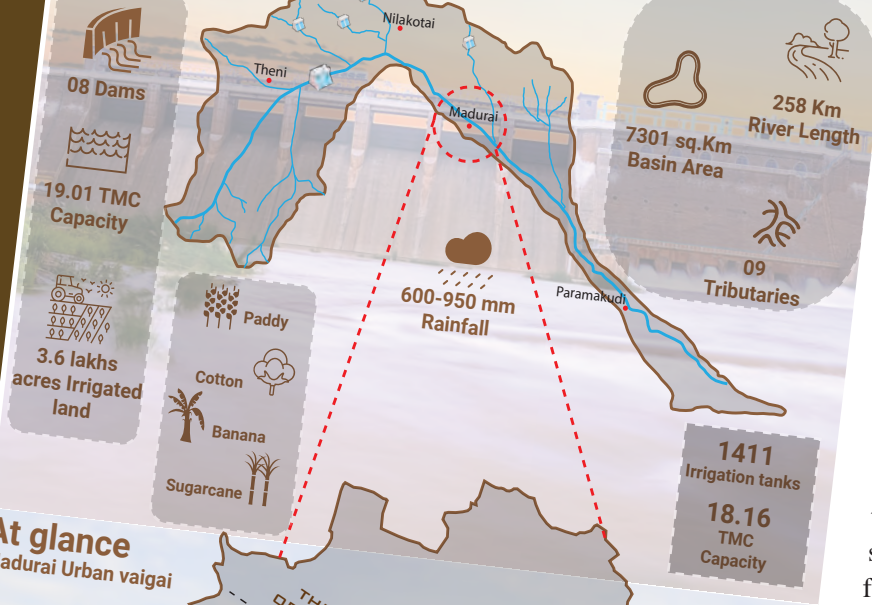 08 Dams
19.01 TMC
Capacity
3.6 lakhs
acres Irrigated
land
Paddy
Cotton
Banana
Sugarcane
Nilakotai
Theni
Madurai
Paramakudi
600-950 mm
Rainfall
7301 sq.Km
Basin Area
258 Km
River Length
09
Tributaries
1411
Irrigation tanks
18.16
TMC
Capacity
At glance
Madurai Urban vaigai